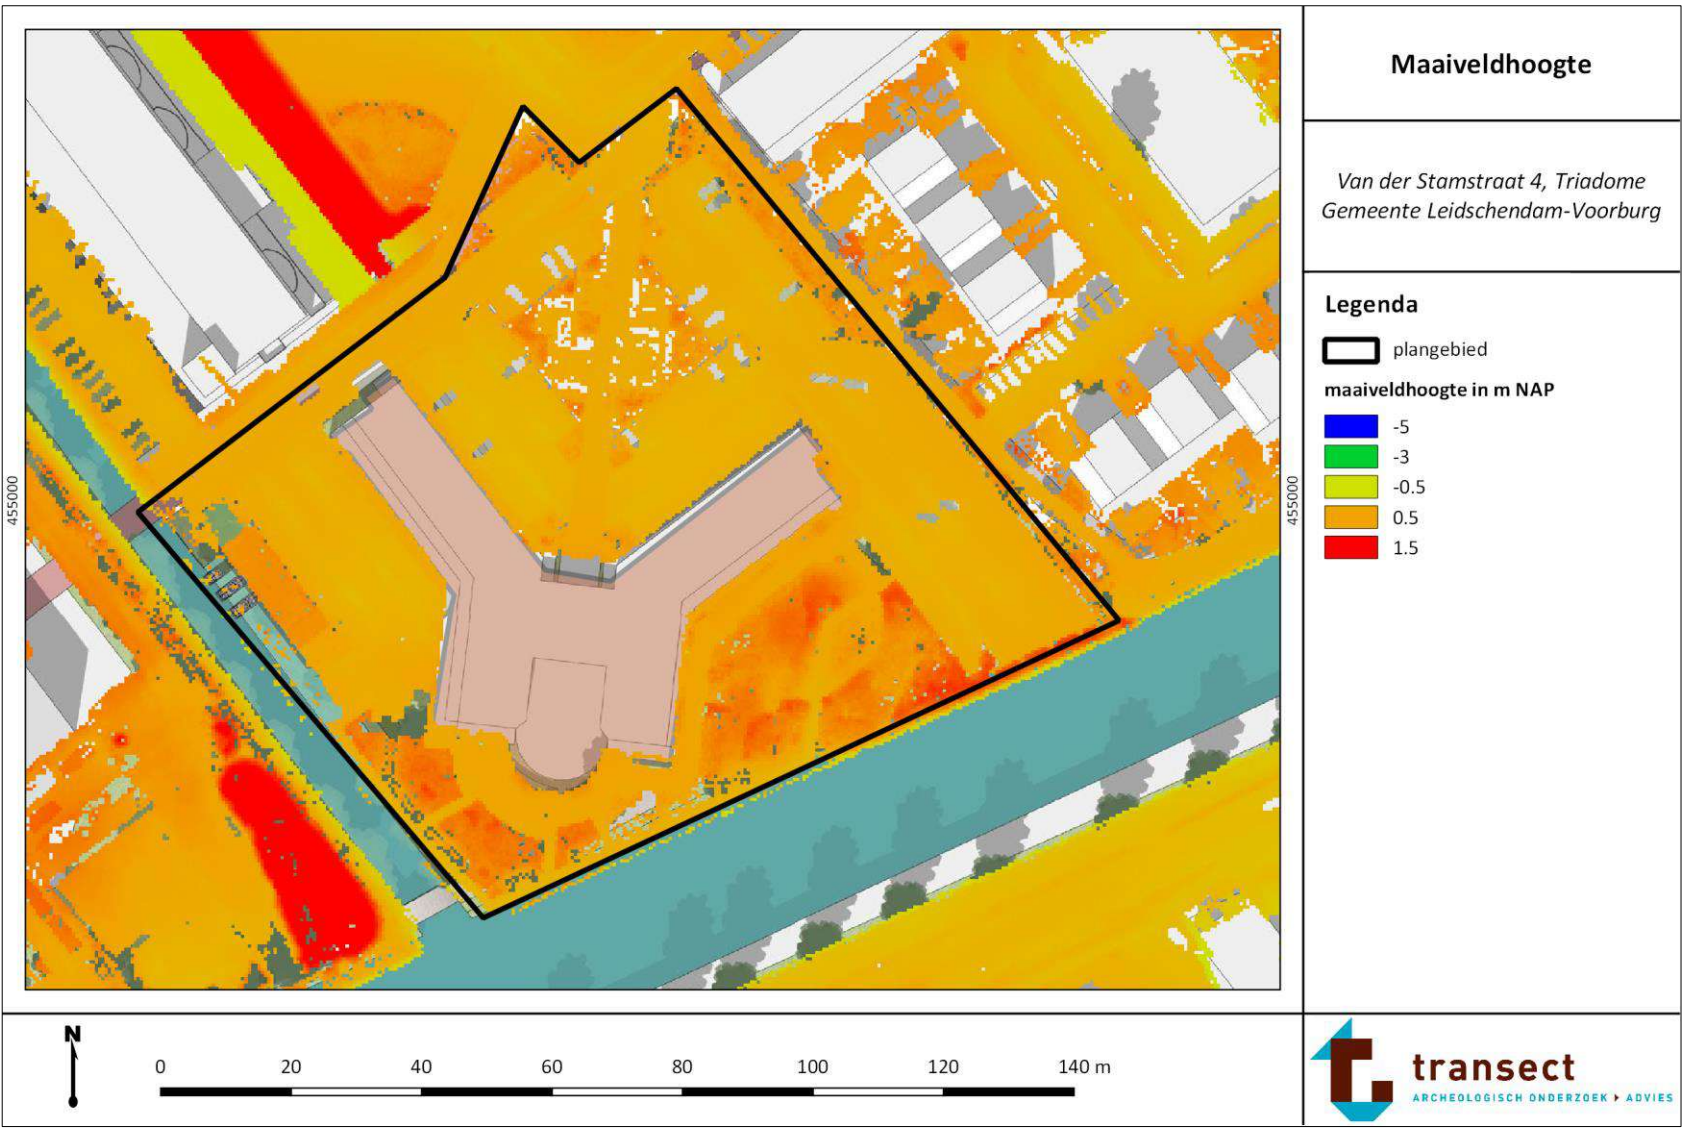 Maaiveldhoogte
Van der Stamstraat 4, Triadome
Gemeente Leidschendam-Voorburg
Legenda
plangebied
maaiveldhoogte in m NAP
-5
-3
-0.5
0.5
1.5
455000
455000
N
0 20 40 60 80 100 120 140 m
transect
ARCHEOLOGISCH ONDERZOEK ▸ ADVIES